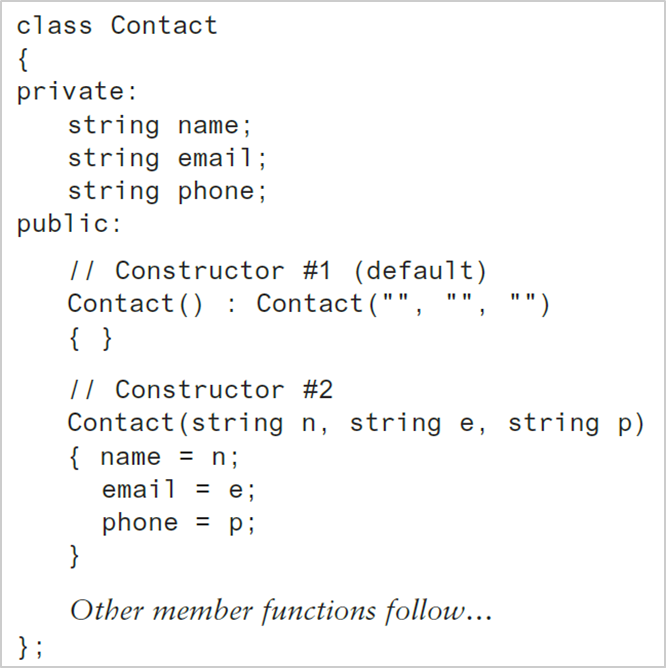 class Contact
{
private:
    string name;
    string email;
    string phone;
public:
    // Constructor #1 (default)
    Contact() : Contact("", "", "")
    { }
    // Constructor #2
    Contact(string n, string e, string p)
    { name = n;
      email = e;
      phone = p;
    }
    Other member functions follow…
};